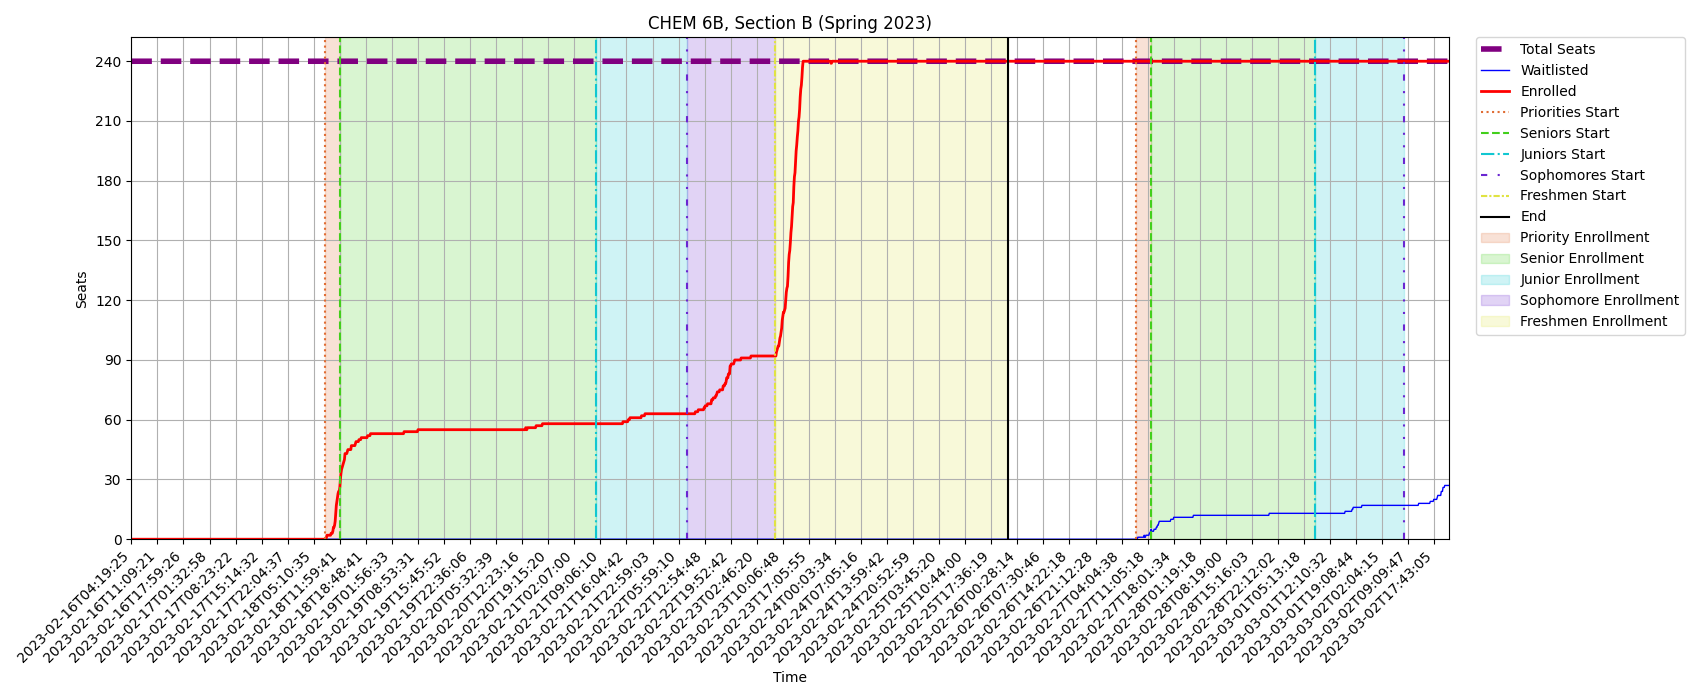 CHEM 6B, Section B (Spring 2023)
Seats
240
210
180
150
120
90
60
30
0
2023-02-16T04:19:25
2023-02-16T11:09:21
2023-02-16T17:59:26
2023-02-17T01:32:58
2023-02-17T08:23:22
2023-02-17T15:14:32
2023-02-17T22:04:37
2023-02-18T05:10:35
2023-02-18T11:59:41
2023-02-18T18:48:41
2023-02-19T01:56:33
2023-02-19T08:53:31
2023-02-19T15:45:52
2023-02-19T22:36:06
2023-02-20T05:32:39
2023-02-20T12:23:16
2023-02-20T19:15:20
2023-02-21T02:07:00
2023-02-21T09:06:10
2023-02-21T16:04:42
2023-02-21T22:59:03
2023-02-22T05:59:10
2023-02-22T12:54:48
2023-02-22T19:52:42
2023-02-23T02:46:20
2023-02-23T10:06:48
2023-02-23T17:05:55
2023-02-24T00:03:34
2023-02-24T07:05:16
2023-02-24T13:59:42
2023-02-24T20:52:59
2023-02-25T03:45:20
2023-02-25T10:44:00
2023-02-25T17:36:19
2023-02-26T00:28:14
2023-02-26T07:30:46
2023-02-26T14:22:18
2023-02-26T21:12:28
2023-02-27T04:04:38
2023-02-27T11:05:18
2023-02-27T18:01:34
2023-02-28T01:19:18
2023-02-28T08:19:00
2023-02-28T15:16:03
2023-02-28T22:12:02
2023-03-01T05:13:18
2023-03-01T12:10:32
2023-03-01T19:08:44
2023-03-02T02:04:15
2023-03-02T09:09:47
2023-03-02T17:43:05
Time
Total Seats
Waitlisted
Enrolled
Priorities Start
Seniors Start
Juniors Start
Sophomores Start
Freshmen Start
End
Priority Enrollment
Senior Enrollment
Junior Enrollment
Sophomore Enrollment
Freshmen Enrollment